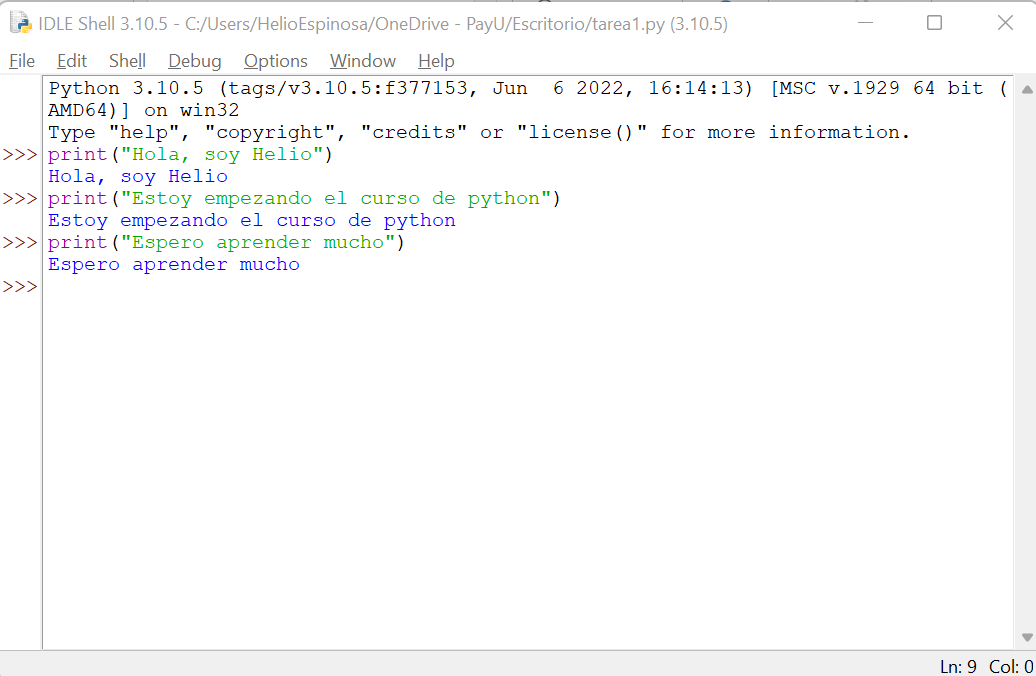 IDLE Shell 3.10.5 - C:/Users/HelioEspinosa/OneDrive - PayU/Escritorio/tarea1.py (3.10.5)
File Edit Shell Debug Options Window Help
Python 3.10.5 (tags/v3.10.5:f377153, Jun  6 2022, 16:14:13) [MSC v.1929 64 bit (
AMD64)] on win32
Type "help", "copyright", "credits" or "license()" for more information.
>>> print("Hola, soy Helio")
Hola, soy Helio
>>> print("Estoy empezando el curso de python")
Estoy empezando el curso de python
>>> print("Espero aprender mucho")
Espero aprender mucho
>>>
Ln: 9 Col: 0